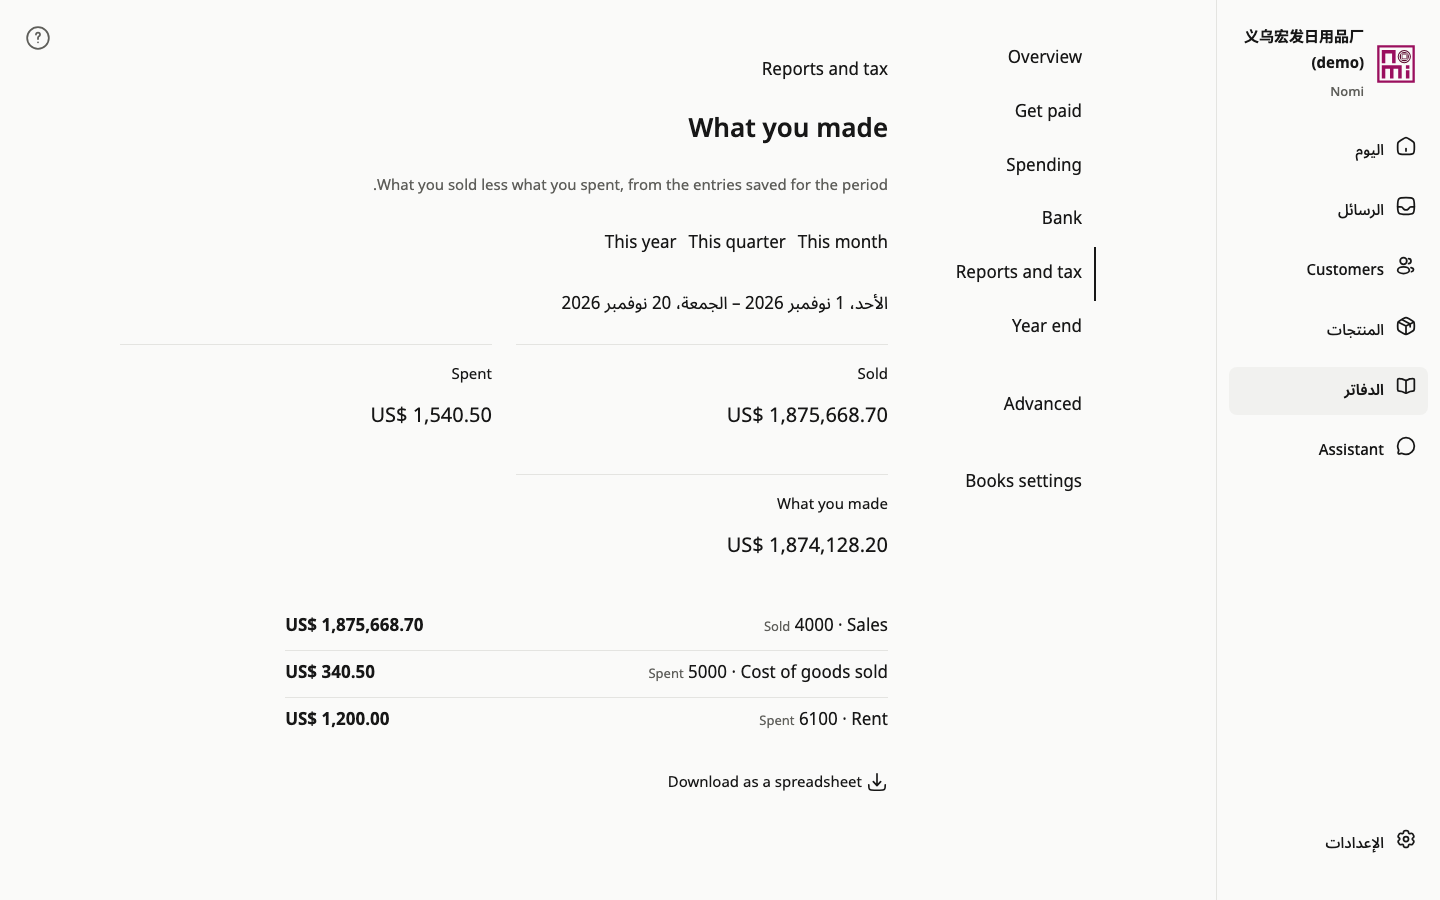 义乌宏发日用品厂
(demo)
Nomi
اليوم
الرسائل
Customers
المنتجات
الدفاتر
Assistant
الإعدادات
Overview
Get paid
Spending
Bank
Reports and tax
Year end
Advanced
Books settings
Reports and tax
What you made
What you sold less what you spent, from the entries saved for the period.
This month This quarter This year
الأحد، 1 نوفمبر 2026 – الجمعة، 20 نوفمبر 2026
Sold
US$ 1,875,668.70
Spent
US$ 1,540.50
What you made
US$ 1,874,128.20
4000 · Sales Sold US$ 1,875,668.70
5000 · Cost of goods sold Spent US$ 340.50
6100 · Rent Spent US$ 1,200.00
Download as a spreadsheet